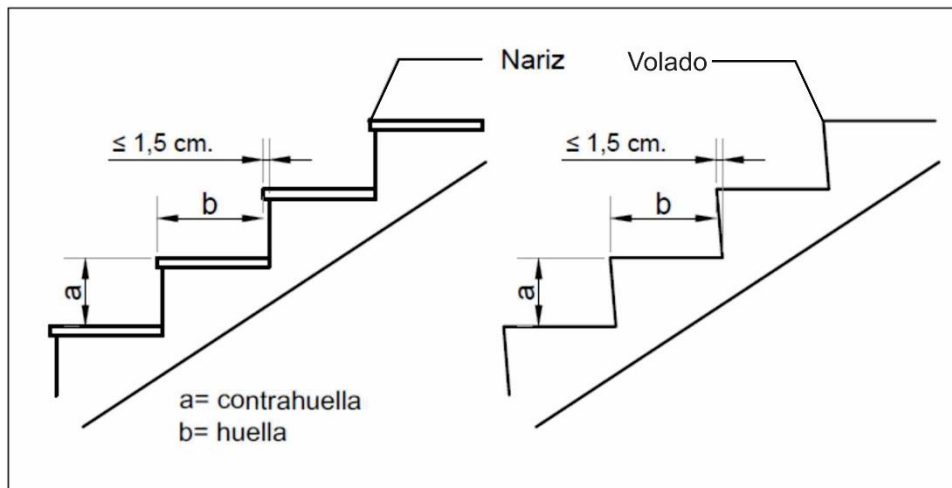 Nariz
Volado
≤ 1,5 cm.
≤ 1,5 cm.
b
b
a
a
a= contrahuella
b= huella